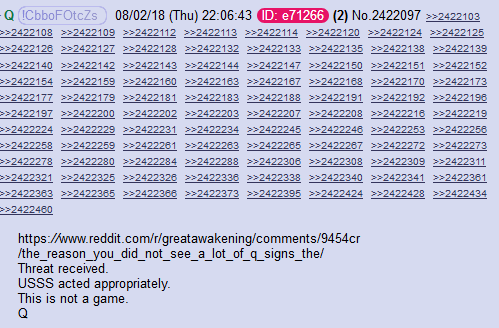 Q !CbboFOtcZs 08/02/18 (Thu) 22:06:43 ID: e71266 (2) No.2422097 >>2422103
>>2422108 >>2422109 >>2422112 >>2422113 >>2422114 >>2422120 >>2422124 >>2422125
>>2422126 >>2422127 >>2422128 >>2422132 >>2422133 >>2422135 >>2422138 >>2422139
>>2422140 >>2422142 >>2422143 >>2422144 >>2422147 >>2422150 >>2422151 >>2422152
>>2422154 >>2422159 >>2422160 >>2422163 >>2422167 >>2422168 >>2422170 >>2422173
>>2422177 >>2422179 >>2422181 >>2422183 >>2422188 >>2422191 >>2422192 >>2422196
>>2422197 >>2422200 >>2422202 >>2422203 >>2422207 >>2422208 >>2422216 >>2422219
>>2422224 >>2422229 >>2422231 >>2422234 >>2422245 >>2422246 >>2422253 >>2422256
>>2422258 >>2422259 >>2422261 >>2422263 >>2422265 >>2422267 >>2422272 >>2422273
>>2422278 >>2422280 >>2422284 >>2422288 >>2422306 >>2422308 >>2422309 >>2422311
>>2422321 >>2422325 >>2422326 >>2422336 >>2422338 >>2422340 >>2422341 >>2422361
>>2422363 >>2422365 >>2422366 >>2422373 >>2422395 >>2422424 >>2422428 >>2422434
>>2422460
https://www.reddit.com/r/greatawakening/comments/9454cr
/the_reason_you_did_not_see_a_lot_of_q_signs_the/
Threat received.
USSS acted appropriately.
This is not a game.
Q